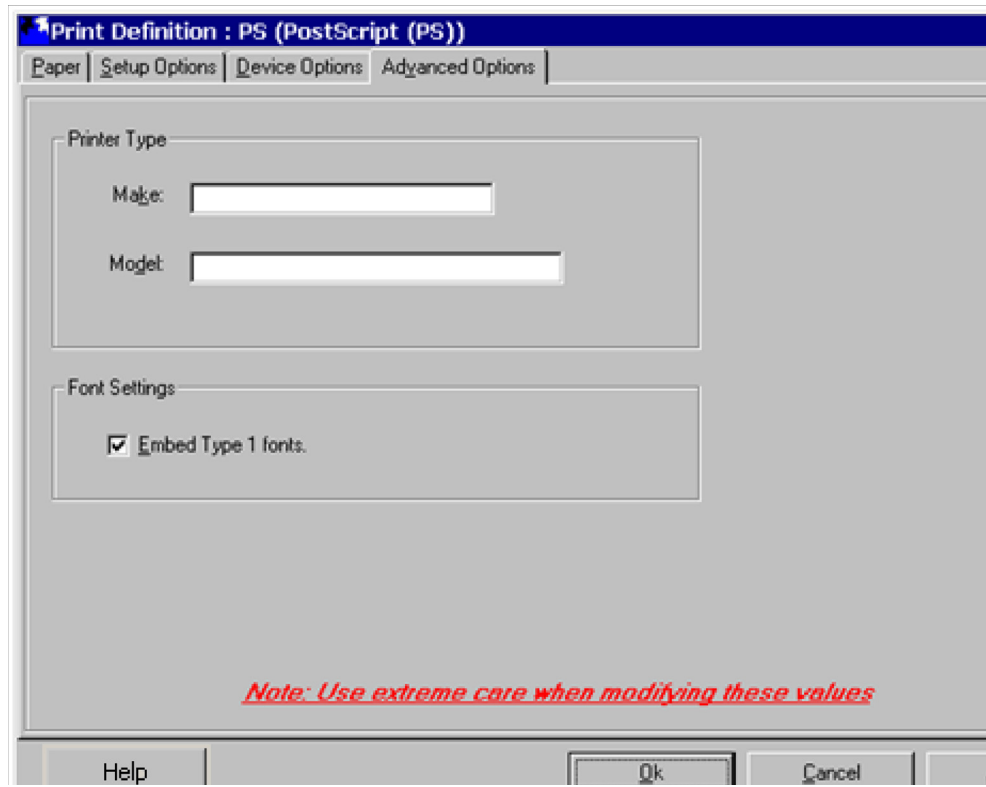 Print Definition : PS (PostScript (PS))
Paper Setup Options Device Options Advanced Options
Printer Type
Make:
Model:
Font Settings
Embed Type 1 fonts.
Note: Use extreme care when modifying these values
Help Ok Cancel